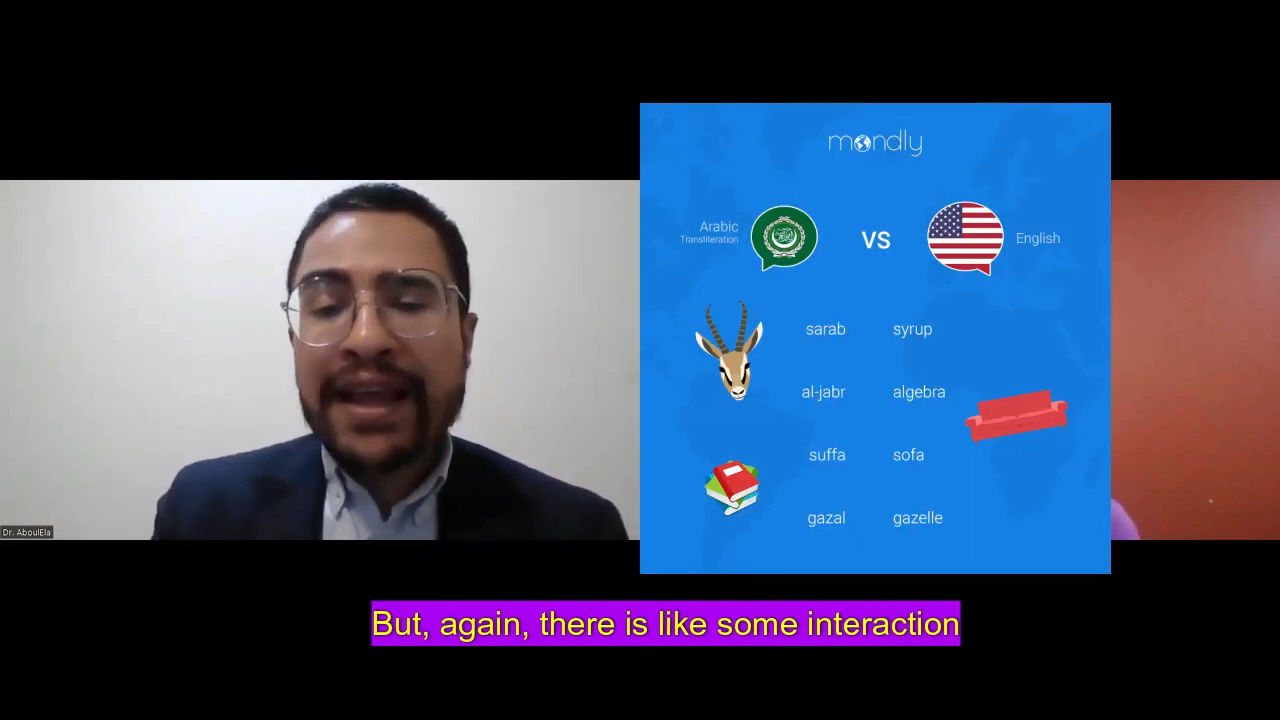 mondly
Arabic
Transliteration
VS
English
sarab syrup
al-jabr algebra
suffa sofa
gazal gazelle
Dr. AboulEla
But, again, there is like some interaction